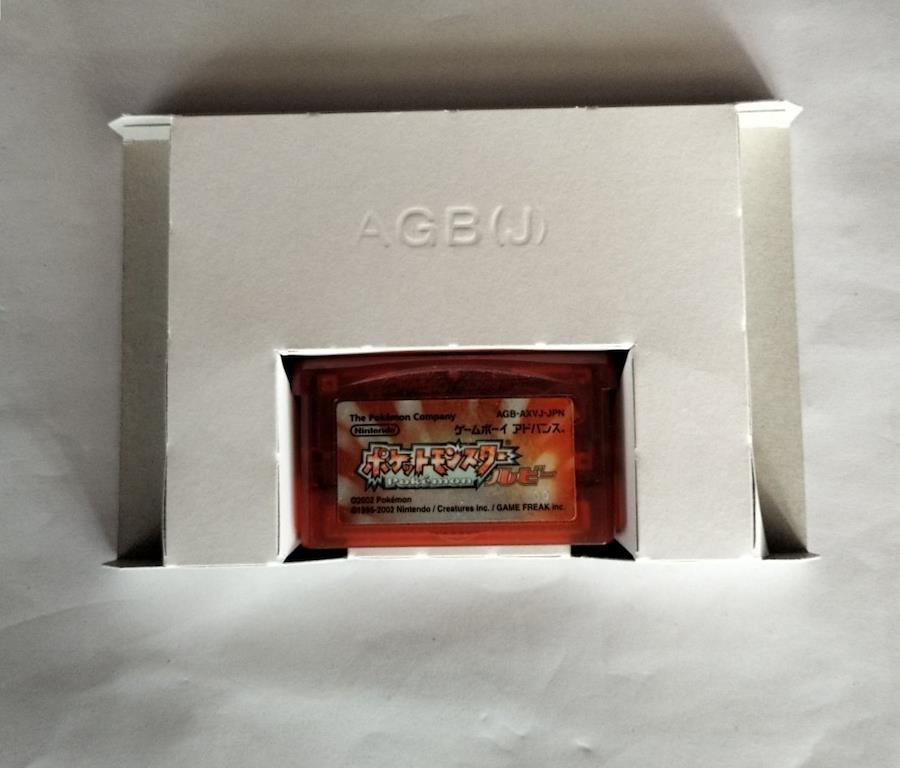 AGB(J)
The Pokémon Company
AGB-AXVJ-JPN
Nintendo
ゲームボーイ アドバンス®
ポケットモンスター®
Pokémon
ルビー
©2002 Pokémon
©1995-2002 Nintendo / Creatures inc. / GAME FREAK inc.